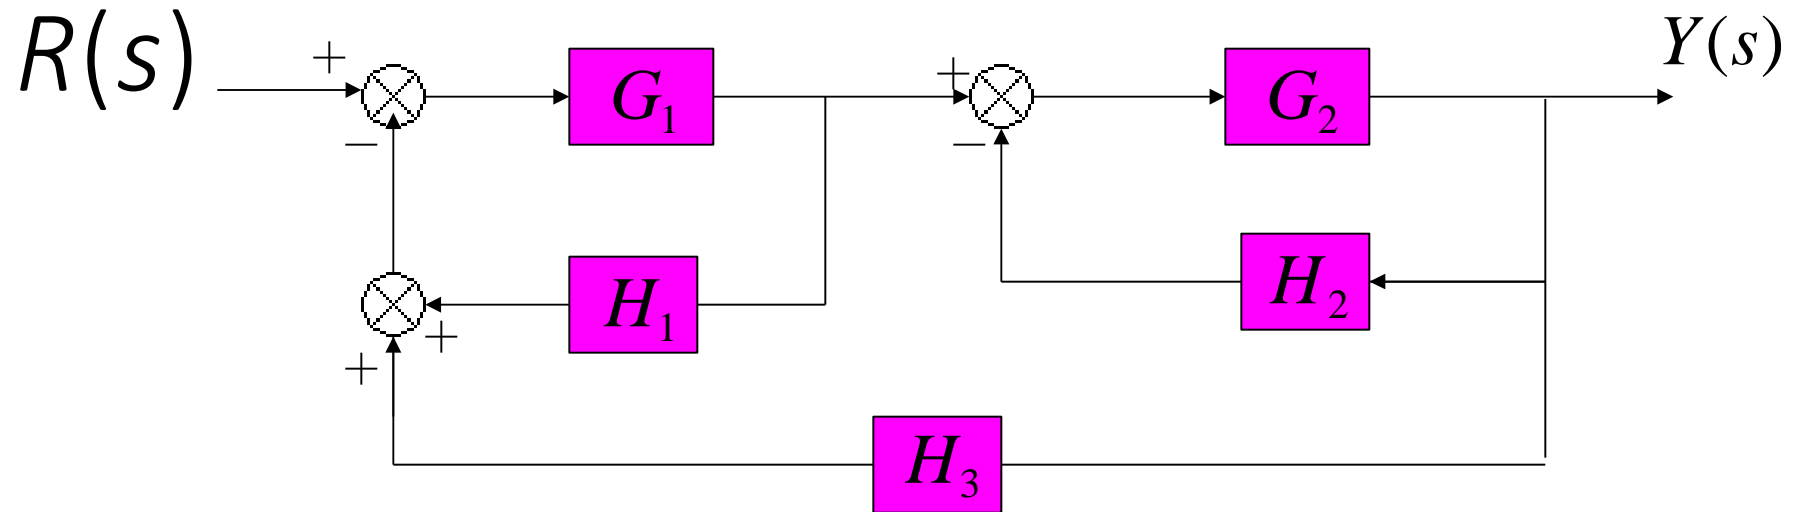 R(s) + G₁ + G₂ Y(s)
− −
H₂
H₁
+
+
H₃